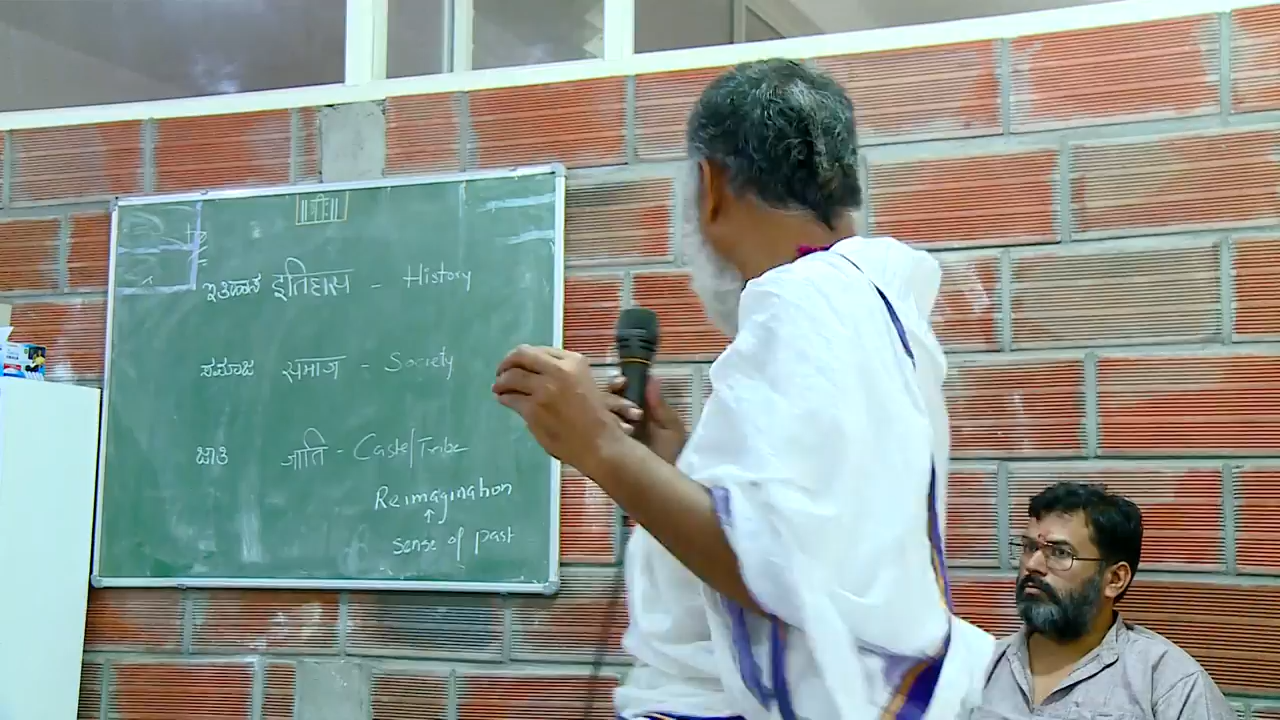 ॥श्रीः॥
ಇತಿಹಾಸ इतिहास - History
ಸಮಾಜ समाज - Society
ಜಾತಿ जाति - Caste/Tribe
Reimagination
↑
Sense of past